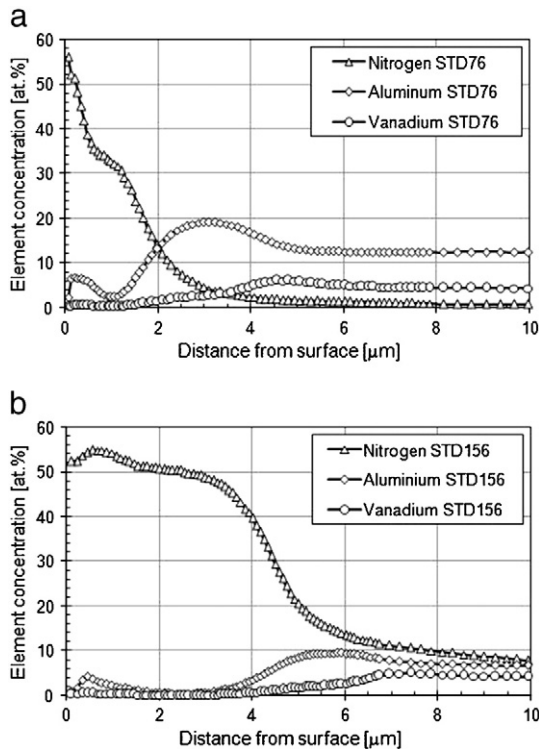 a
Element concentration [at.%]
60
50
40
30
20
10
0
Nitrogen STD76
Aluminum STD76
Vanadium STD76
0 2 4 6 8 10
Distance from surface [μm]
b
Element concentration [at.%]
60
50
40
30
20
10
0
Nitrogen STD156
Aluminium STD156
Vanadium STD156
0 2 4 6 8 10
Distance from surface [μm]